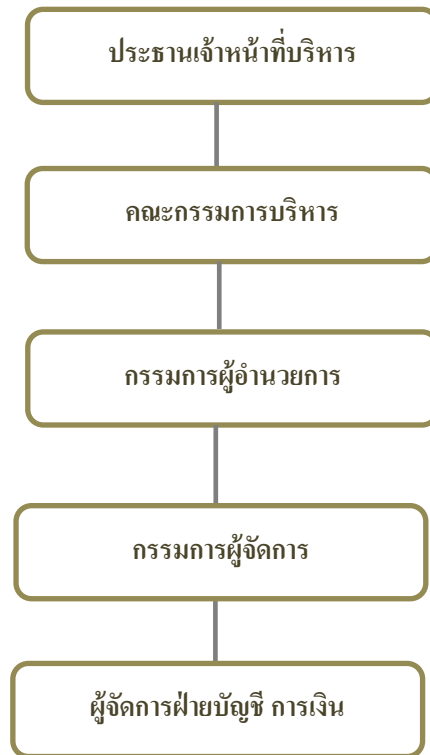 ประธานเจ้าหน้าที่บริหาร
คณะกรรมการบริหาร
กรรมการผู้อำนวยการ
กรรมการผู้จัดการ
ผู้จัดการฝ่ายบัญชี การเงิน